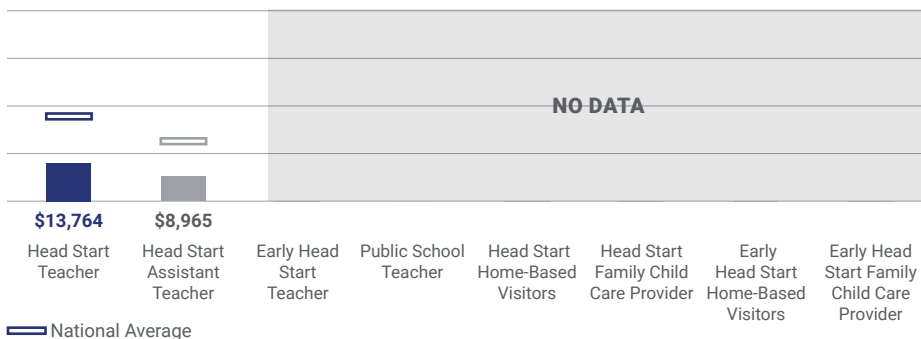 NO DATA
$13,764
$8,965
Head Start
Teacher
Head Start
Assistant
Teacher
Early Head
Start
Teacher
Public School
Teacher
Head Start
Home-Based
Visitors
Head Start
Family Child
Care Provider
Early
Head Start
Home-Based
Visitors
Early Head
Start Family
Child Care
Provider
National Average